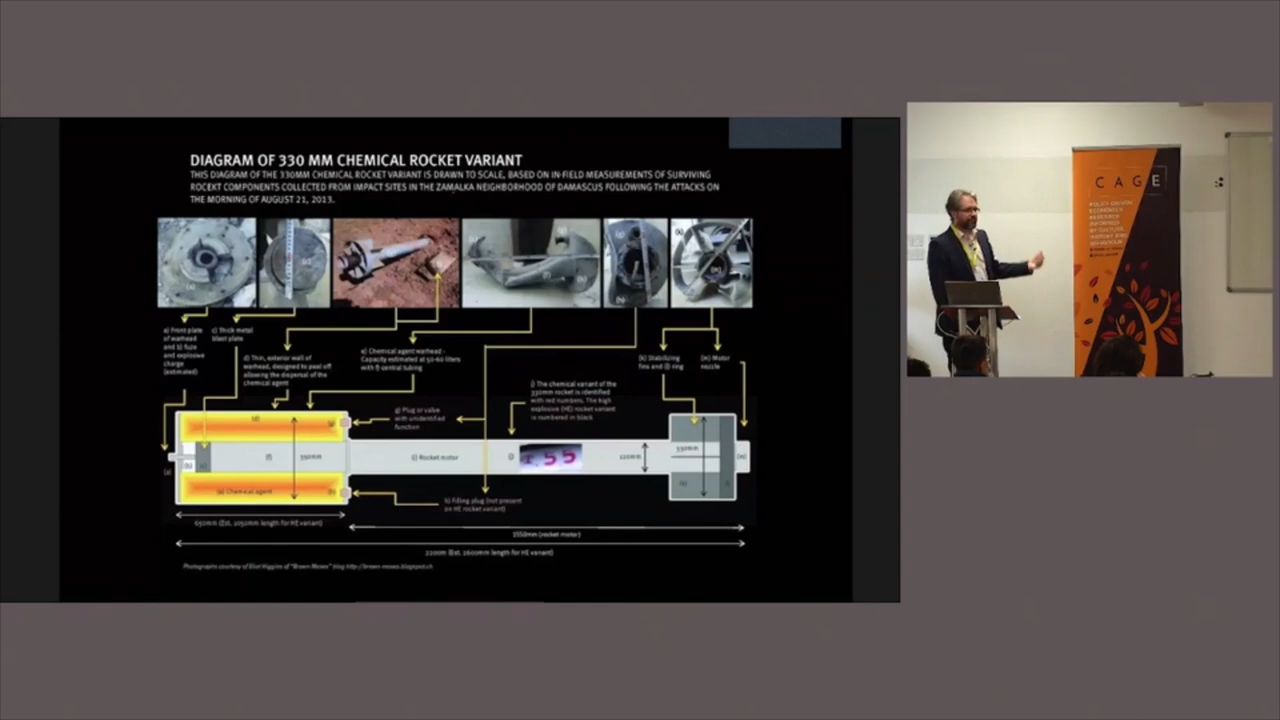 DIAGRAM OF 330 MM CHEMICAL ROCKET VARIANT
THIS DIAGRAM OF THE 330MM CHEMICAL ROCKET VARIANT IS DRAWN TO SCALE, BASED ON IN-FIELD MEASUREMENTS OF SURVIVING
ROCEKT COMPONENTS COLLECTED FROM IMPACT SITES IN THE ZAMALKA NEIGHBORHOOD OF DAMASCUS FOLLOWING THE ATTACKS ON
THE MORNING OF AUGUST 21, 2013.
CAGE
a) Front plate
of warhead
and b) fuze
and explosive
charge
(estimated)
c) Thick metal
blast plate
d) Thin, exterior wall of
warhead, designed to peal off
allowing the dispersal of the
chemical agent
e) Chemical agent warhead -
Capacity estimated at 50-60 liters
with f) central tubing
(k) Stabilizing
fins and (l) ring
(m) Motor
nozzle
g) Plug or valve
with unidentified
function
j) The chemical variant of the
330mm rocket is identified
with red numbers. The high
explosive (HE) rocket variant
is numbered in black
(d)
(f)
350mm
(e) Chemical agent
(i) Rocket motor
(j)
55
120mm
330mm
(m)
h) Filling plug (not present
on HE rocket variant)
650mm (Est. 1050mm length for HE variant)
1550mm (rocket motor)
2200m (Est. 2600mm length for HE variant)
Photographs courtesy of Eliot Higgins of "Brown Moses" blog http://brown-moses.blogspot.ch